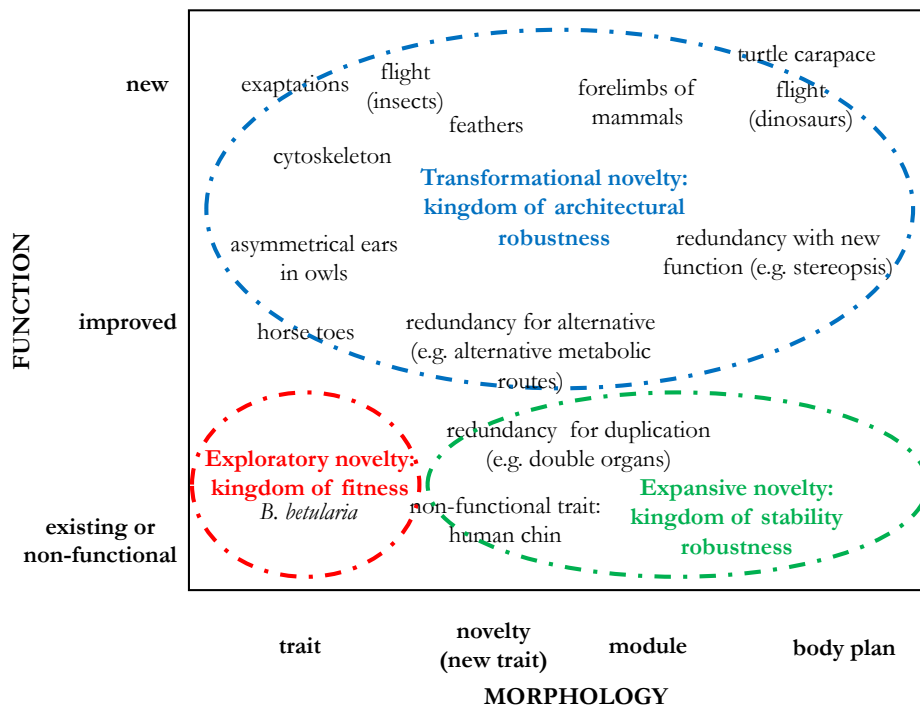 turtle carapace
new
exaptations
flight
(insects)
feathers
forelimbs of
mammals
flight
(dinosaurs)
cytoskeleton
Transformational novelty:
kingdom of architectural
robustness
asymmetrical ears
in owls
redundancy with new
function (e.g. stereopsis)
FUNCTION
improved
horse toes
redundancy for alternative
(e.g. alternative metabolic
routes)
redundancy for duplication
(e.g. double organs)
Exploratory novelty:
kingdom of fitness
B. betularia
non-functional trait:
human chin
Expansive novelty:
kingdom of stability
robustness
existing or
non-functional
trait
novelty
(new trait)
module
body plan
MORPHOLOGY